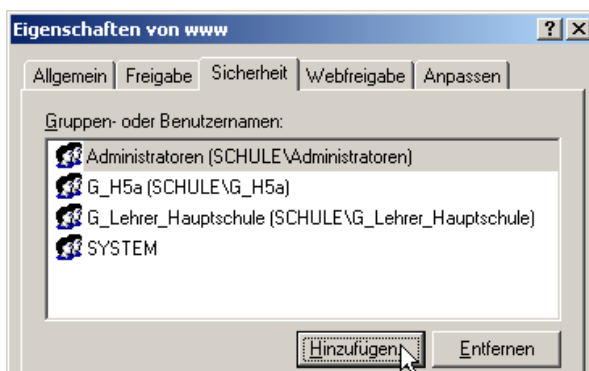 Eigenschaften von www
Allgemein Freigabe Sicherheit Webfreigabe Anpassen
Gruppen- oder Benutzernamen:
Administratoren (SCHULE\Administratoren)
G_H5a (SCHULE\G_H5a)
G_Lehrer_Hauptschule (SCHULE\G_Lehrer_Hauptschule)
SYSTEM
Hinzufügen... Entfernen